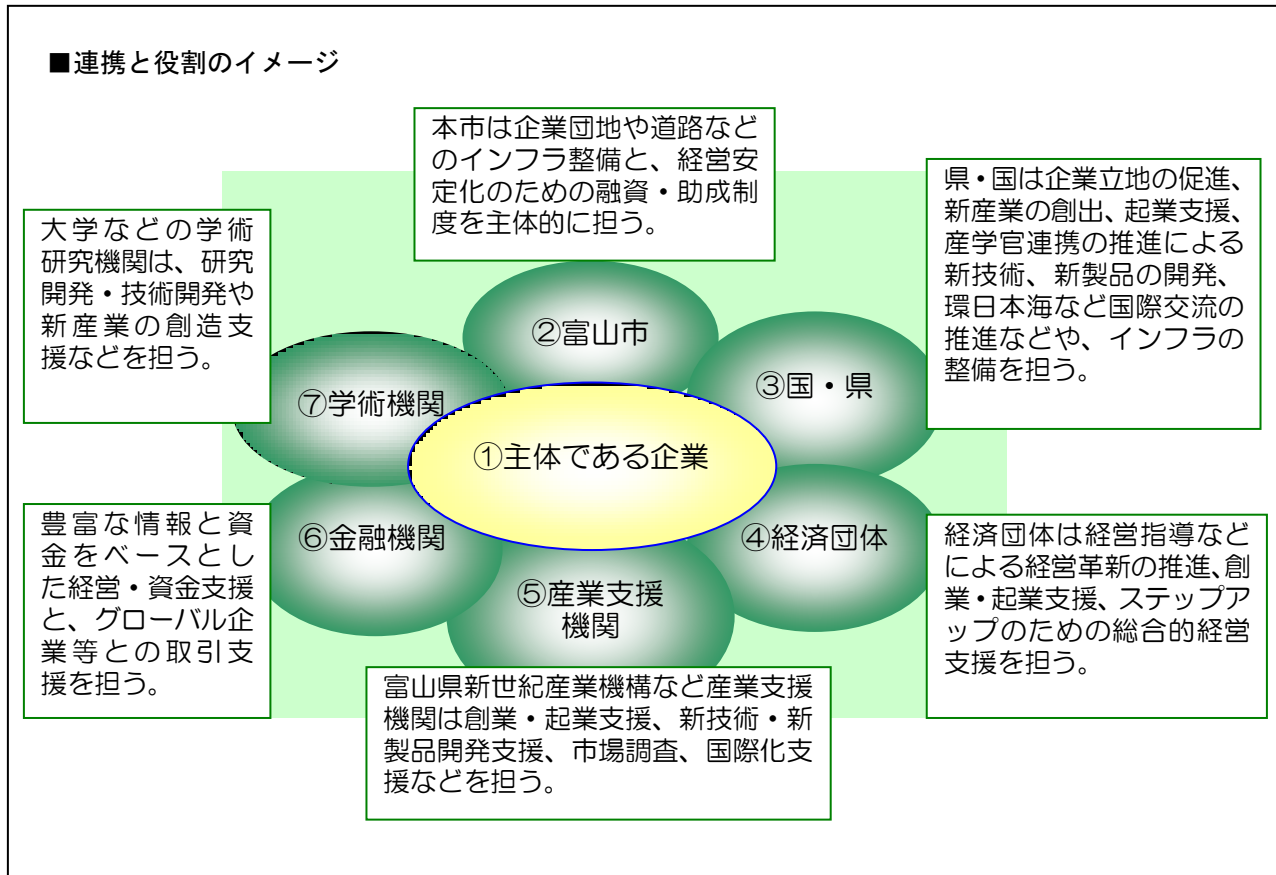 ■連携と役割のイメージ
本市は企業団地や道路など
のインフラ整備と、経営安
定化のための融資・助成制
度を主体的に担う。
県・国は企業立地の促進、
新産業の創出、起業支援、
産学官連携の推進による
新技術、新製品の開発、
環日本海など国際交流の
推進などや、インフラの
整備を担う。
大学などの学術
研究機関は、研究
開発・技術開発や
新産業の創造支
援などを担う。
②富山市
③国・県
⑦学術機関
①主体である企業
⑥金融機関
④経済団体
⑤産業支援
機関
豊富な情報と資
金をベースとし
た経営・資金支援
と、グローバル企
業等との取引支
援を担う。
経済団体は経営指導など
による経営革新の推進、創
業・起業支援、ステップア
ップのための総合的経営
支援を担う。
富山県新世紀産業機構など産業支援
機関は創業・起業支援、新技術・新
製品開発支援、市場調査、国際化支
援などを担う。